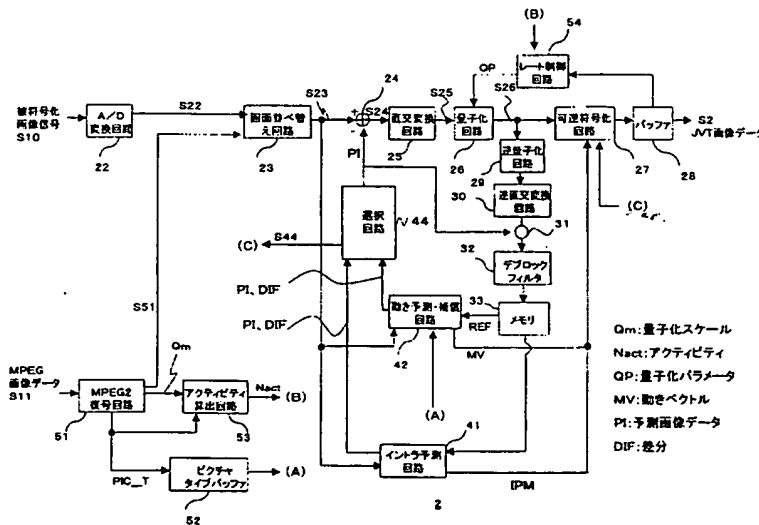 (B)
54
レート制御
回路
QP
被符号化
画像信号
S10
A/D
変換回路
22
S22
画面並べ替
え回路
23
S23
24
S24
直交変換
回路
25
S25
量子化
回路
26
S26
可逆符号化
回路
27
バッファ
28
S2
JVT画像データ
逆量子化
回路
29
30
逆直交変換
回路
31
32
デブロック
フィルタ
33
メモリ
PI
選択
回路
44
S44
(C)
(C)
PI、DIF
PI、DIF
動き予測・補償
回路
42
REF
MV
(A)
S51
Qm
MPEG
画像データ
S11
MPEG2
復号回路
51
アクティビティ
算出回路
53
Nact
(B)
PIC_T
ピクチャ
タイプバッファ
52
(A)
41
イントラ予測
回路
IPM
2
Qm:量子化スケール
Nact:アクティビティ
QP:量子化パラメータ
MV:動きベクトル
PI:予測画像データ
DIF:差分